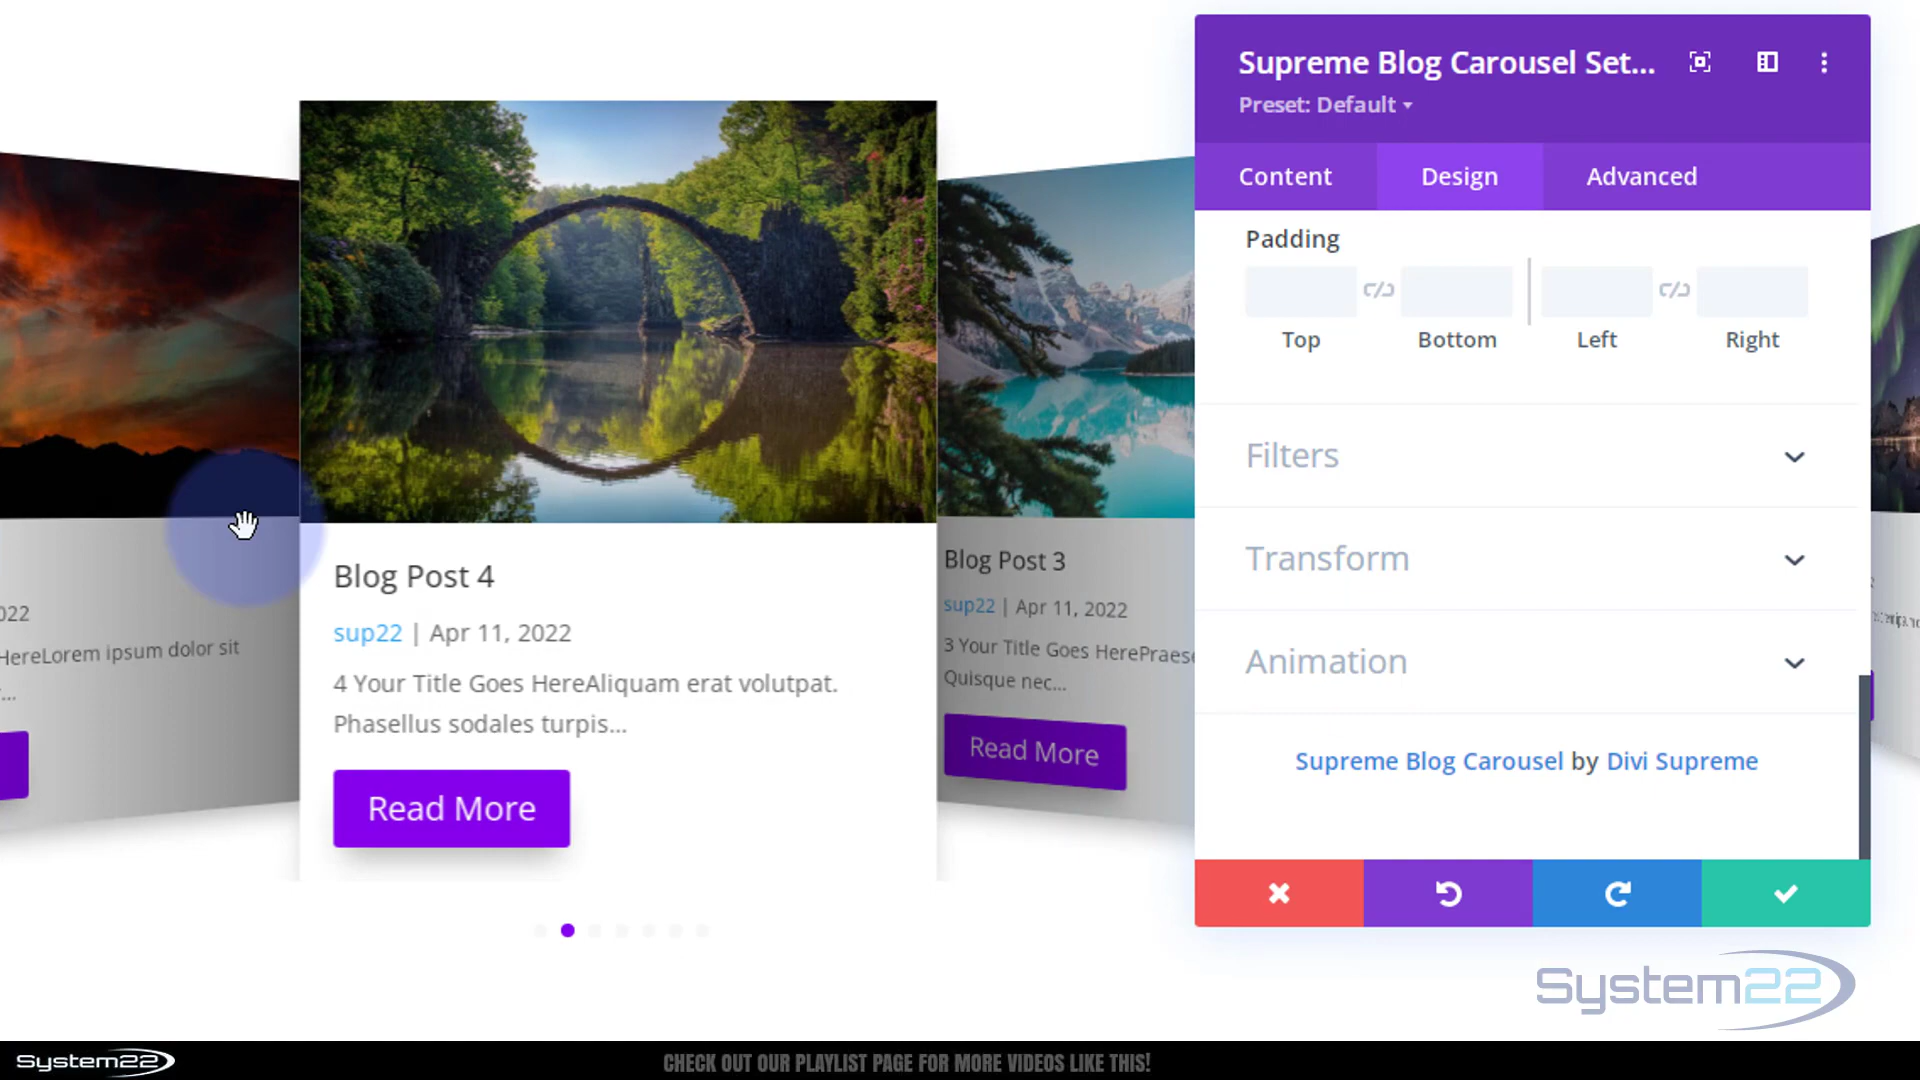 Supreme Blog Carousel Set...
Preset: Default
Content
Design
Advanced
Padding
Top
Bottom
Left
Right
Filters
Transform
Animation
Supreme Blog Carousel by Divi Supreme
022
HereLorem ipsum dolor sit
...
Blog Post 4
sup22 | Apr 11, 2022
4 Your Title Goes HereAliquam erat volutpat.
Phasellus sodales turpis...
Read More
Blog Post 3
sup22 | Apr 11, 2022
3 Your Title Goes HerePraese
Quisque nec...
Read More
System22
System22
CHECK OUT OUR PLAYLIST PAGE FOR MORE VIDEOS LIKE THIS!